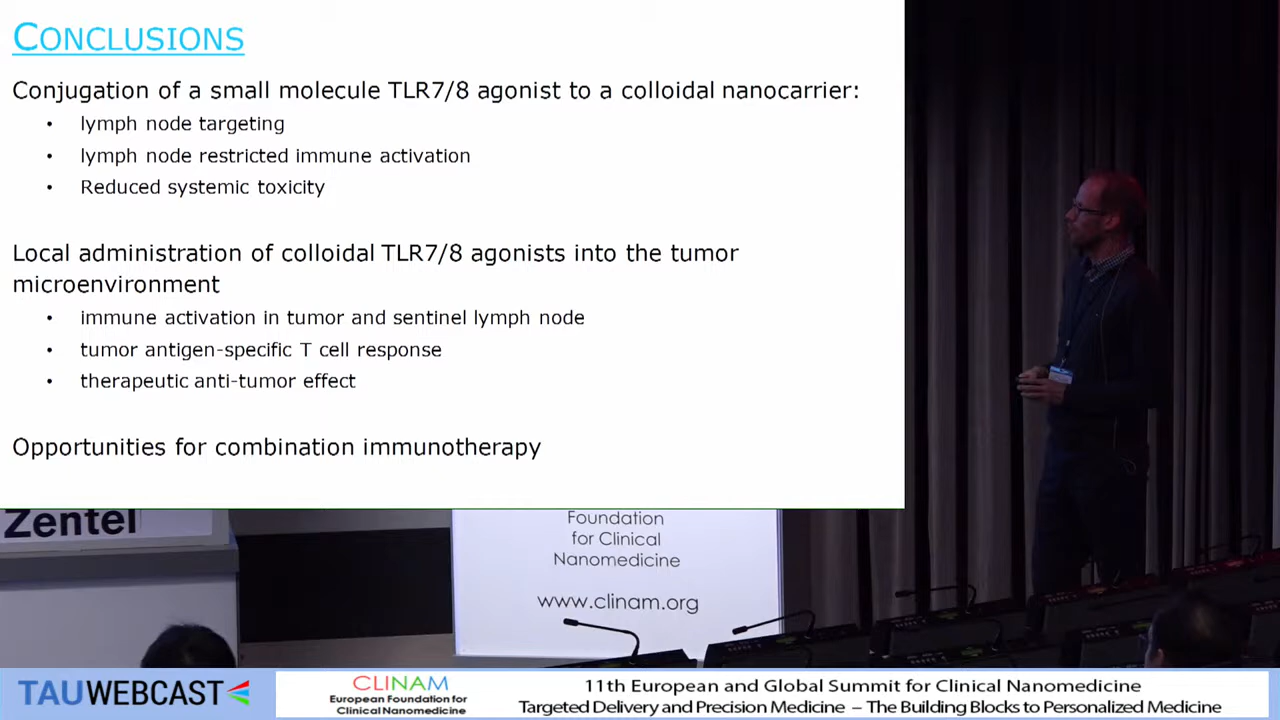 CONCLUSIONS
Conjugation of a small molecule TLR7/8 agonist to a colloidal nanocarrier:
• lymph node targeting
• lymph node restricted immune activation
• Reduced systemic toxicity
Local administration of colloidal TLR7/8 agonists into the tumor
microenvironment
• immune activation in tumor and sentinel lymph node
• tumor antigen-specific T cell response
• therapeutic anti-tumor effect
Opportunities for combination immunotherapy
Zentel
Foundation
for Clinical
Nanomedicine
www.clinam.org
TAUWEBCAST
CLINAM
European Foundation for
Clinical Nanomedicine
11th European and Global Summit for Clinical Nanomedicine
Targeted Delivery and Precision Medicine – The Building Blocks to Personalized Medicine